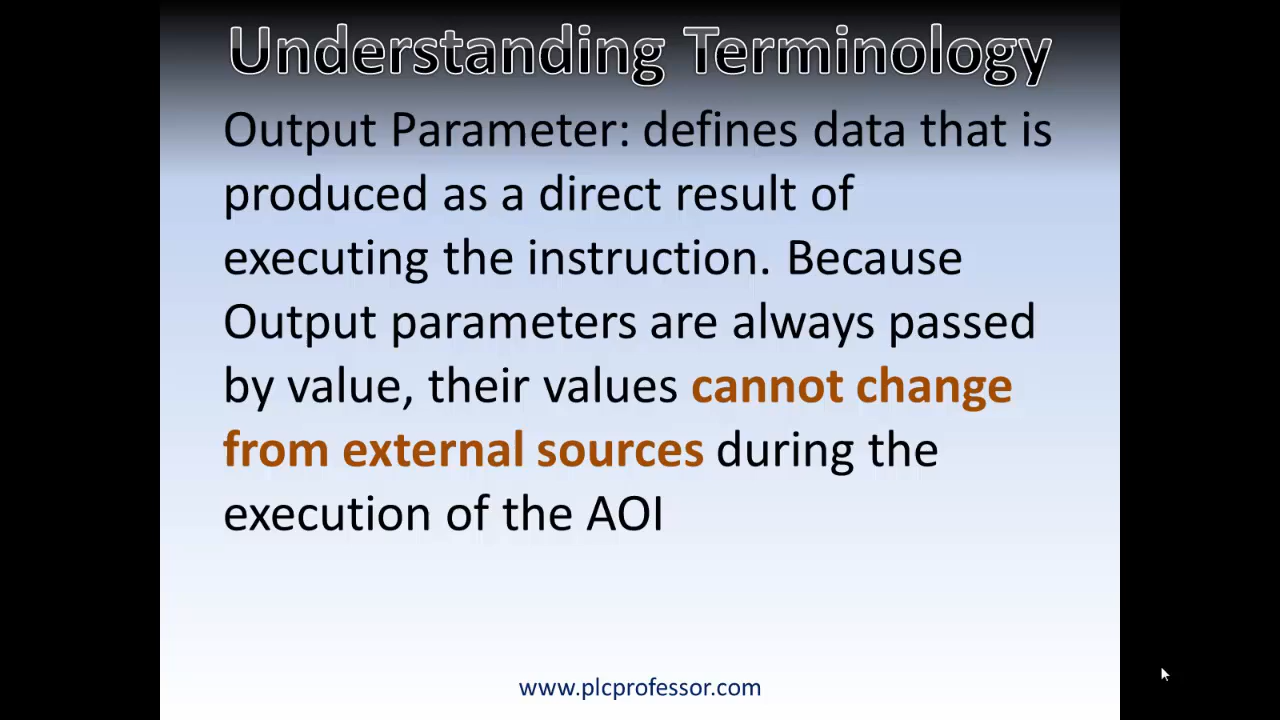 Understanding Terminology
Output Parameter: defines data that is
produced as a direct result of
executing the instruction. Because
Output parameters are always passed
by value, their values cannot change
from external sources during the
execution of the AOI
www.plcprofessor.com